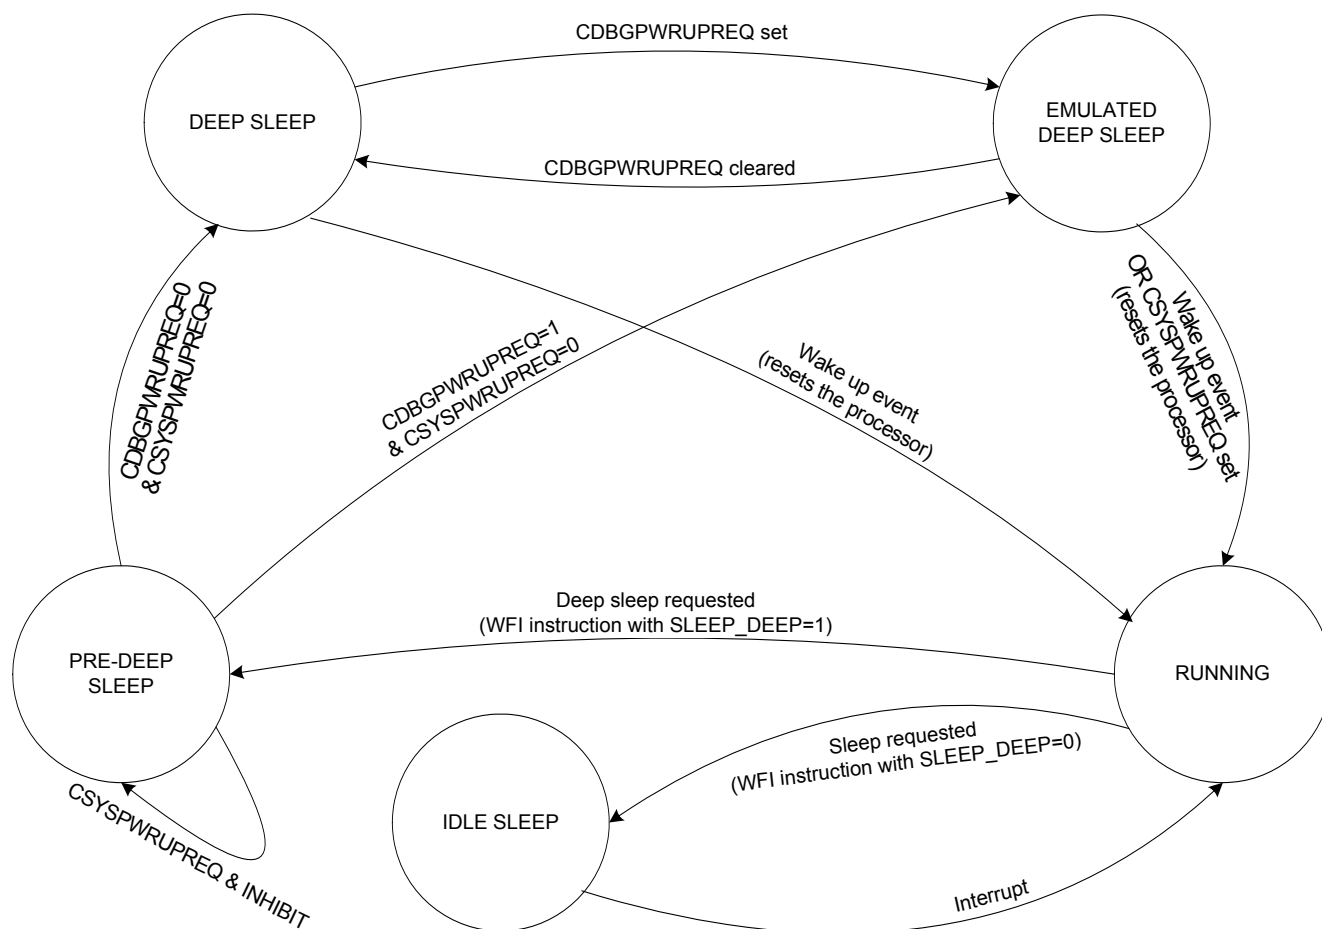 CDBGPWRUPREQ set
DEEP SLEEP
EMULATED
DEEP SLEEP
CDBGPWRUPREQ cleared
CDBGPWRUPREQ=0
& CSYSPWRUPREQ=0
CDBGPWRUPREQ=1
& CSYSPWRUPREQ=0
Wake up event
(resets the processor)
Wake up event
OR CSYSPWRUPREQ set
(resets the processor)
Deep sleep requested
(WFI instruction with SLEEP_DEEP=1)
PRE-DEEP
SLEEP
RUNNING
Sleep requested
(WFI instruction with SLEEP_DEEP=0)
IDLE SLEEP
CSYSPWRUPREQ & INHIBIT
Interrupt